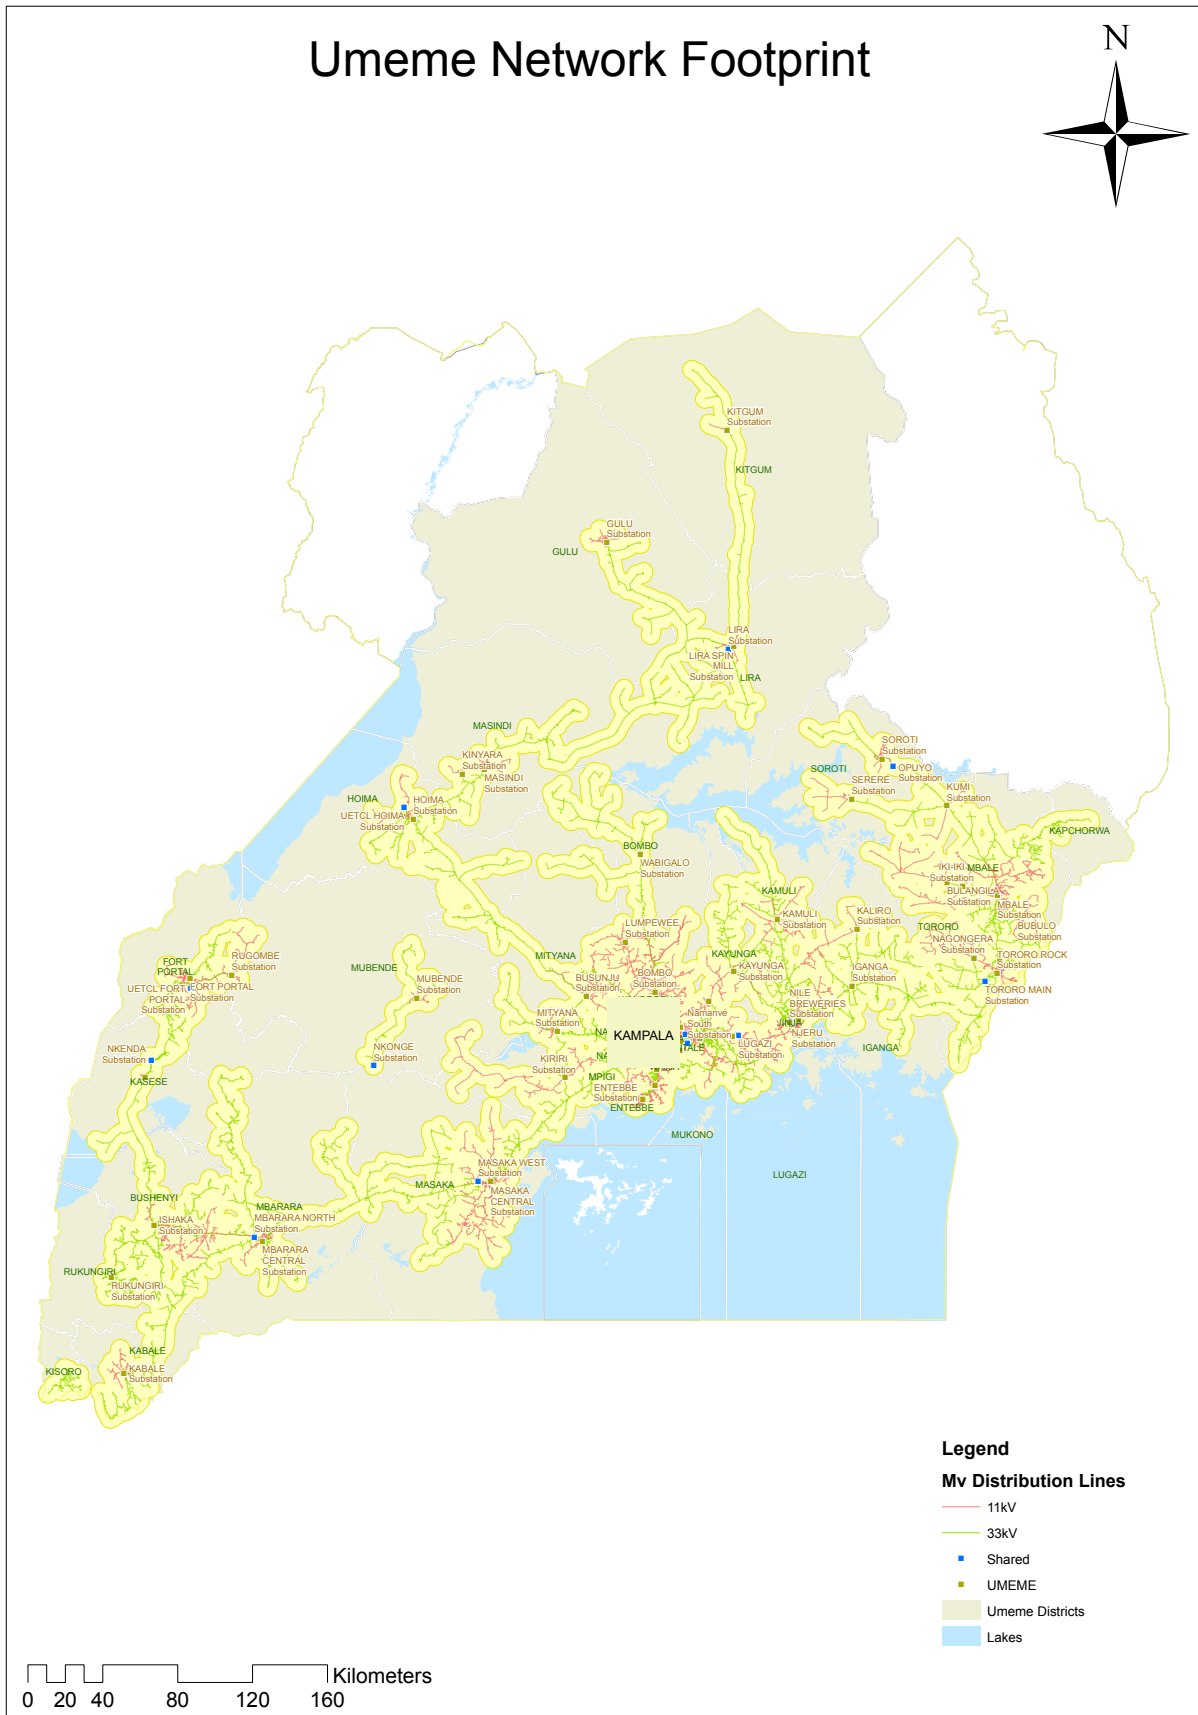 Umeme Network Footprint
N
KITGUM
Substation
KITGUM
GULU
Substation
GULU
LIRA
Substation
LIRA SPIN
MILL
Substation
LIRA
MASINDI
KINYARA
Substation
MASINDI
Substation
SOROTI
Substation
OPUYO
Substation
SOROTI
SERERE
Substation
KUMI
Substation
HOIMA
HOIMA
Substation
UETCL HOIMA
Substation
KAPCHORWA
BOMBO
WABIGALO
Substation
IKI-IKI
Substation
MBALE
BULANGILA
Substation
MBALE
Substation
KAMULI
KAMULI
Substation
KALIRO
Substation
BUBULO
Substation
TORORO
NAGONGERA
Substation
LUMPEWEE
Substation
MITYANA
TORORO ROCK
Substation
TORORO MAIN
Substation
RUGOMBE
Substation
FORT
PORTAL
UETCL FORT
PORTAL
Substation
FORT PORTAL
Substation
MUBENDE
MUBENDE
Substation
BUSUNJU
Substation
BOMBO
Substation
KAYUNGA
KAYUNGA
Substation
IGANGA
Substation
NILE
BREWERIES
Substation
JINJA
NJERU
Substation
IGANGA
MITYANA
Substation
KAMPALA
Namanve
South
Substation
LUGAZI
Substation
NKENDA
Substation
KASESE
NKONGE
Substation
KIRIRI
Substation
MPIGI
ENTEBBE
Substation
ENTEBBE
MUKONO
LUGAZI
MASAKA WEST
Substation
MASAKA
MASAKA
CENTRAL
Substation
BUSHENYI
ISHAKA
Substation
MBARARA
MBARARA NORTH
Substation
MBARARA
CENTRAL
Substation
RUKUNGIRI
RUKUNGIRI
Substation
KABALE
KABALE
Substation
KISORO
Legend
Mv Distribution Lines
11kV
33kV
Shared
UMEME
Umeme Districts
Lakes
Kilometers
0 20 40 80 120 160